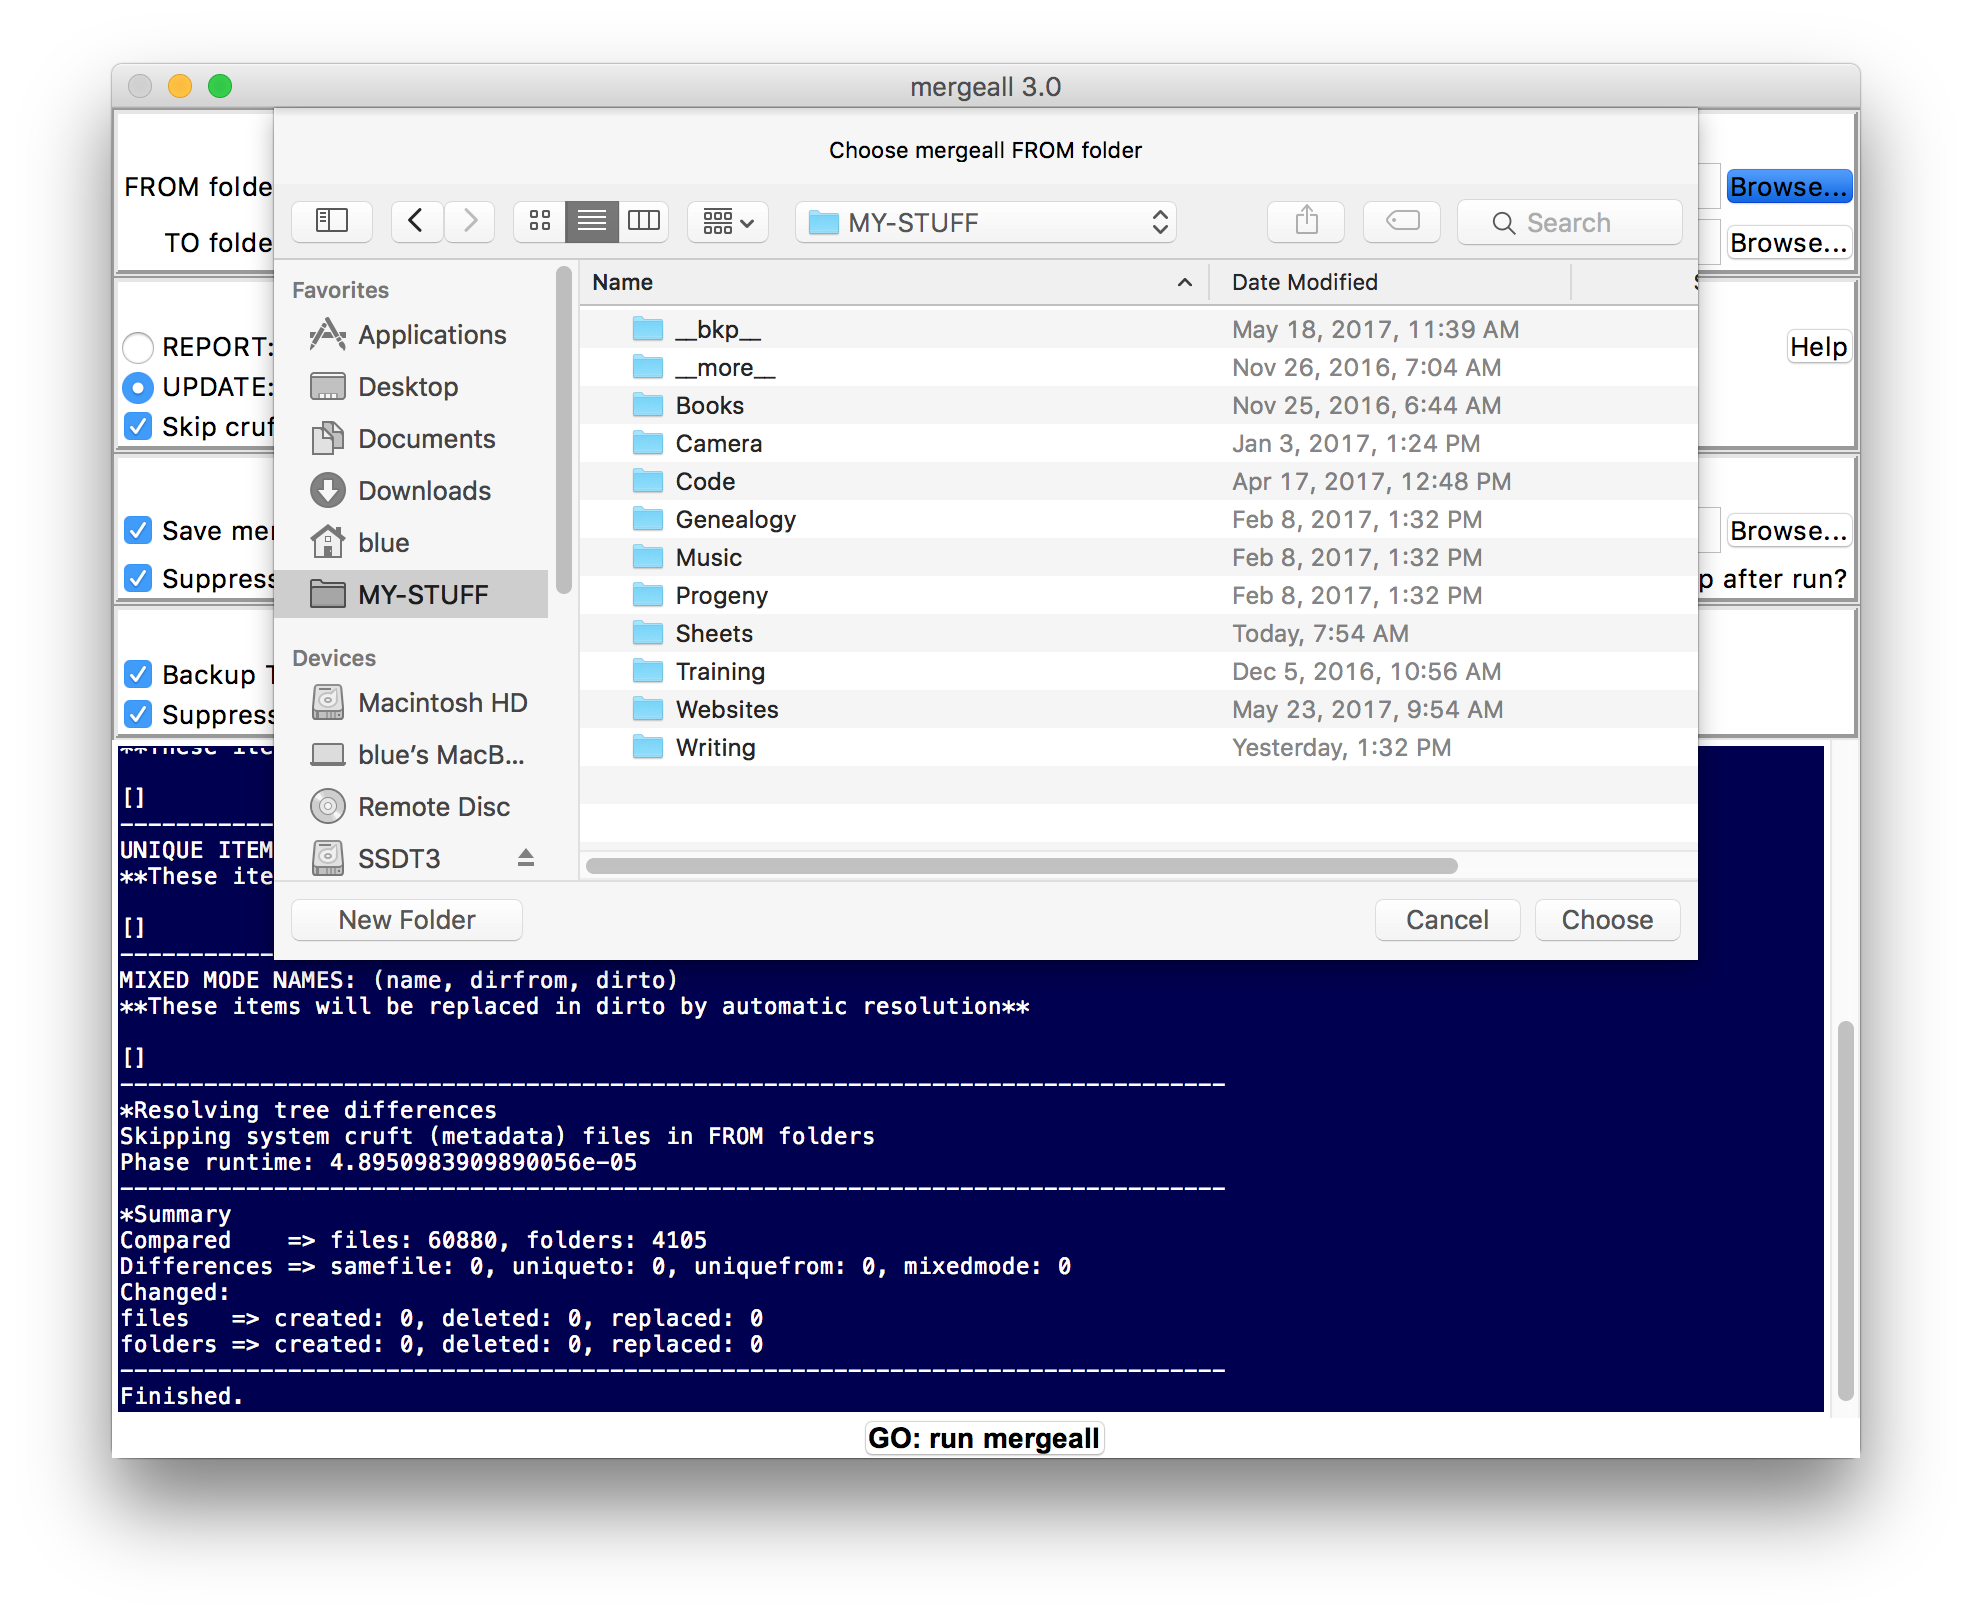 mergeall 3.0
Choose mergeall FROM folder
FROM folde
Browse...
TO folde
Browse...
MY-STUFF
Search
Favorites
Applications
Desktop
Documents
Downloads
blue
MY-STUFF
Devices
Macintosh HD
blue’s MacB...
Remote Disc
SSDT3
Name Date Modified
__bkp__ May 18, 2017, 11:39 AM
__more__ Nov 26, 2016, 7:04 AM
Books Nov 25, 2016, 6:44 AM
Camera Jan 3, 2017, 1:24 PM
Code Apr 17, 2017, 12:48 PM
Genealogy Feb 8, 2017, 1:32 PM
Music Feb 8, 2017, 1:32 PM
Progeny Feb 8, 2017, 1:32 PM
Sheets Today, 7:54 AM
Training Dec 5, 2016, 10:56 AM
Websites May 23, 2017, 9:54 AM
Writing Yesterday, 1:32 PM
New Folder Cancel Choose
REPORT:
Help
UPDATE:
Skip cruf
Save mer
Browse...
Suppress
p after run?
Backup T
Suppress
**These ite
[]
-----------
UNIQUE ITEM
**These ite
[]
-----------
MIXED MODE NAMES: (name, dirfrom, dirto)
**These items will be replaced in dirto by automatic resolution**
[]
-------------------------------------------------------------------------------
*Resolving tree differences
Skipping system cruft (metadata) files in FROM folders
Phase runtime: 4.8950983909890056e-05
-------------------------------------------------------------------------------
*Summary
Compared    => files: 60880, folders: 4105
Differences => samefile: 0, uniqueto: 0, uniquefrom: 0, mixedmode: 0
Changed:
files   => created: 0, deleted: 0, replaced: 0
folders => created: 0, deleted: 0, replaced: 0
-------------------------------------------------------------------------------
Finished.
GO: run mergeall